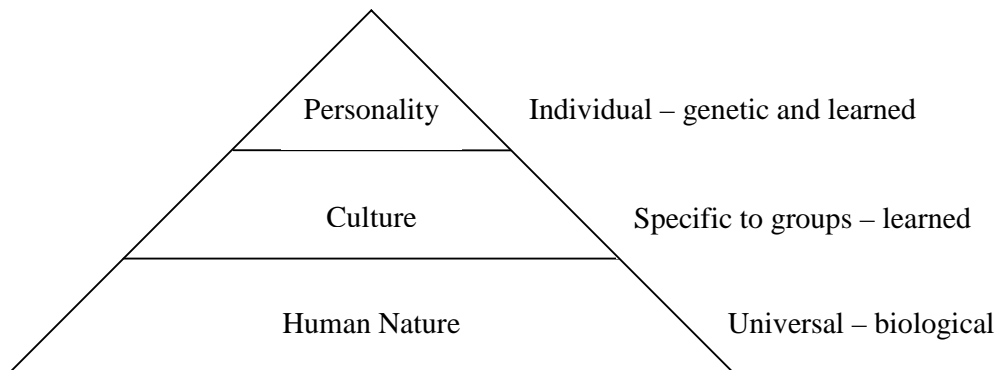 Personality Individual – genetic and learned
Culture Specific to groups – learned
Human Nature Universal – biological